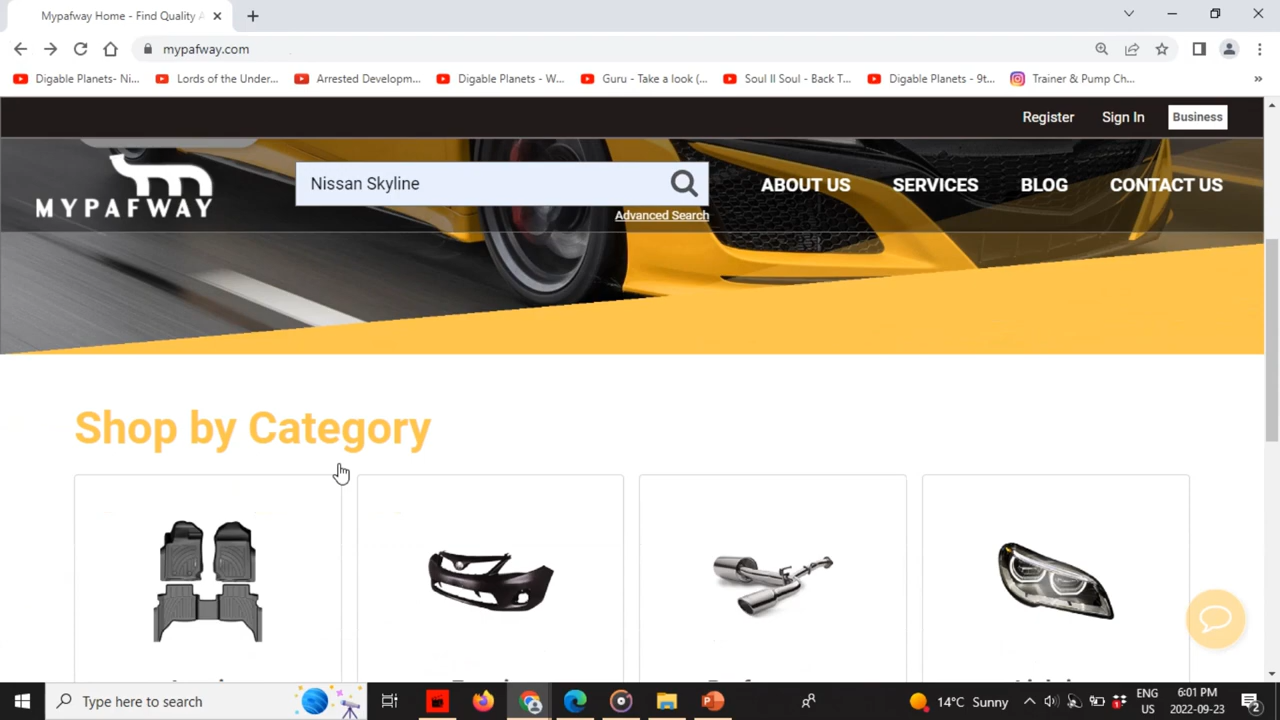 Mypafway Home - Find Quality A
mypafway.com
Digable Planets- Ni...
Lords of the Under...
Arrested Developm...
Digable Planets - W...
Guru - Take a look (...
Soul II Soul - Back T...
Digable Planets - 9t...
Trainer & Pump Ch...
»
Register
Sign In
Business
MYPAFWAY
Nissan Skyline
Advanced Search
ABOUT US
SERVICES
BLOG
CONTACT US
Shop by Category
Type here to search
14°C Sunny
ENG
US
6:01 PM
2022-09-23
2